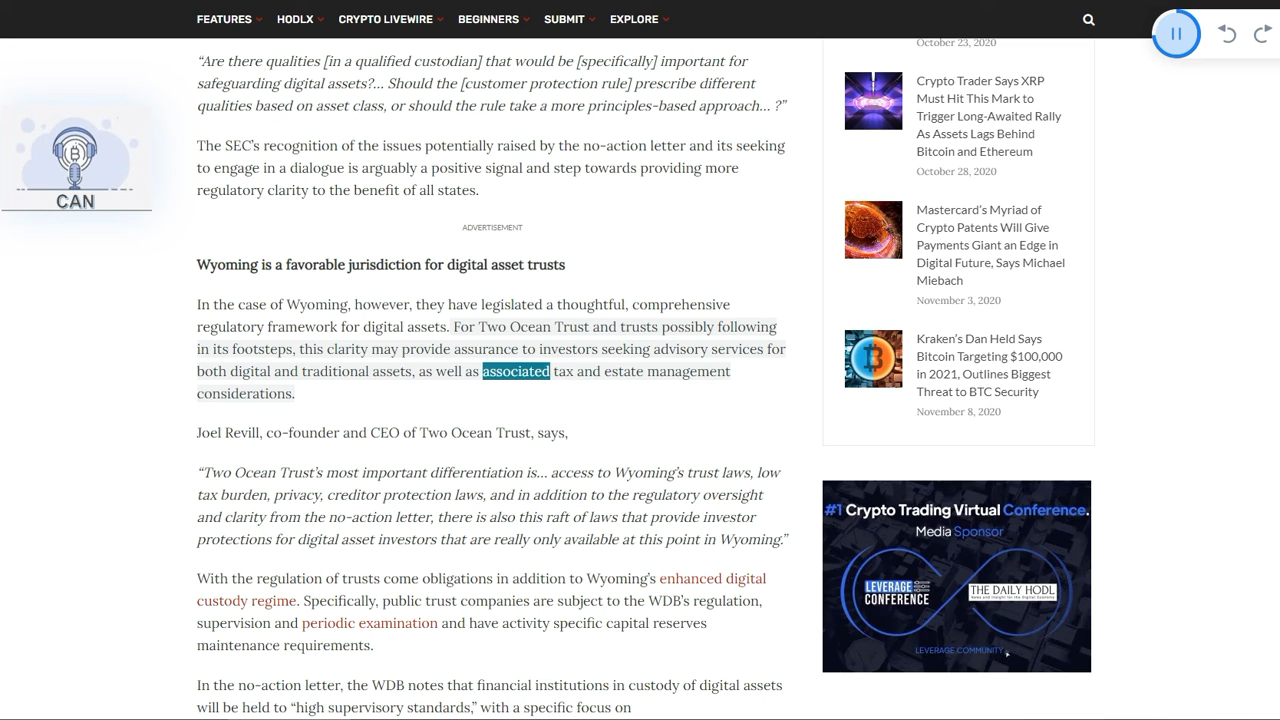 FEATURES HODLX CRYPTO LIVEWIRE BEGINNERS SUBMIT EXPLORE
“Are there qualities [in a qualified custodian] that would be [specifically] important for
safeguarding digital assets?… Should the [customer protection rule] prescribe different
qualities based on asset class, or should the rule take a more principles-based approach… ?”
The SEC’s recognition of the issues potentially raised by the no-action letter and its seeking
to engage in a dialogue is arguably a positive signal and step towards providing more
regulatory clarity to the benefit of all states.
ADVERTISEMENT
Wyoming is a favorable jurisdiction for digital asset trusts
In the case of Wyoming, however, they have legislated a thoughtful, comprehensive
regulatory framework for digital assets. For Two Ocean Trust and trusts possibly following
in its footsteps, this clarity may provide assurance to investors seeking advisory services for
both digital and traditional assets, as well as associated tax and estate management
considerations.
Joel Revill, co-founder and CEO of Two Ocean Trust, says,
“Two Ocean Trust’s most important differentiation is… access to Wyoming’s trust laws, low
tax burden, privacy, creditor protection laws, and in addition to the regulatory oversight
and clarity from the no-action letter, there is also this raft of laws that provide investor
protections for digital asset investors that are really only available at this point in Wyoming.”
With the regulation of trusts come obligations in addition to Wyoming’s enhanced digital
custody regime. Specifically, public trust companies are subject to the WDB’s regulation,
supervision and periodic examination and have activity specific capital reserves
maintenance requirements.
In the no-action letter, the WDB notes that financial institutions in custody of digital assets
will be held to “high supervisory standards,” with a specific focus on
CAN
October 23, 2020
Crypto Trader Says XRP
Must Hit This Mark to
Trigger Long-Awaited Rally
As Assets Lags Behind
Bitcoin and Ethereum
October 28, 2020
Mastercard’s Myriad of
Crypto Patents Will Give
Payments Giant an Edge in
Digital Future, Says Michael
Miebach
November 3, 2020
Kraken’s Dan Held Says
Bitcoin Targeting $100,000
in 2021, Outlines Biggest
Threat to BTC Security
November 8, 2020
#1 Crypto Trading Virtual Conference.
Media Sponsor
LEVERAGE
CONFERENCE
THE DAILY HODL
LEVERAGE.COMMUNITY